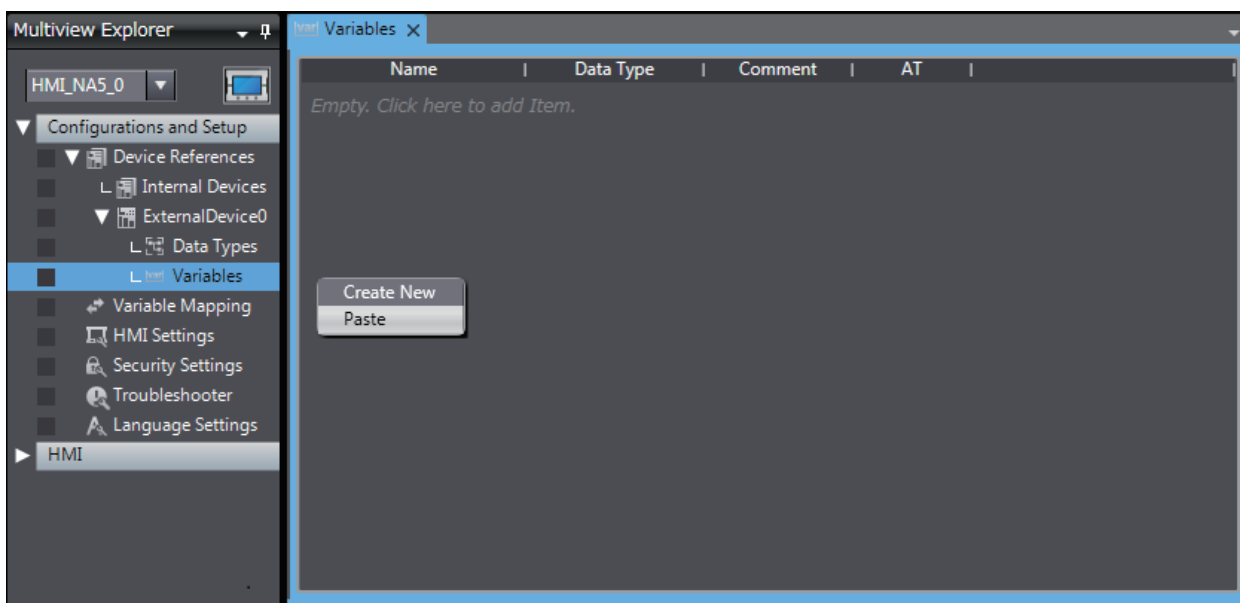 Multiview Explorer
HMI_NA5_0
Configurations and Setup
Device References
Internal Devices
ExternalDevice0
Data Types
Variables
Variable Mapping
HMI Settings
Security Settings
Troubleshooter
Language Settings
HMI
Variables
Name | Data Type | Comment | AT |
Empty. Click here to add Item.
Create New
Paste